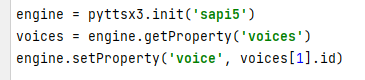 engine = pyttsx3.init('sapi5')
voices = engine.getProperty('voices')
engine.setProperty('voice', voices[1].id)